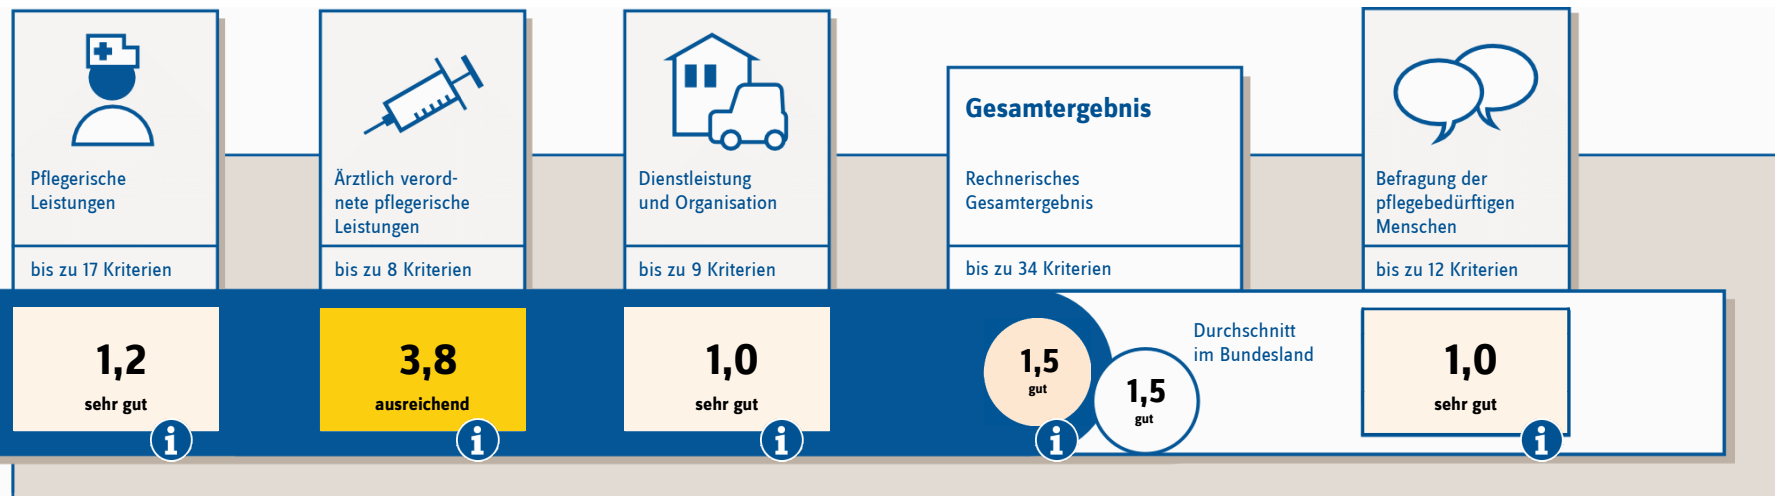 Pflegerische
Leistungen
bis zu 17 Kriterien
1,2
sehr gut
i
Ärztlich verord-
nete pflegerische
Leistungen
bis zu 8 Kriterien
3,8
ausreichend
i
Dienstleistung
und Organisation
bis zu 9 Kriterien
1,0
sehr gut
i
Gesamtergebnis
Rechnerisches
Gesamtergebnis
bis zu 34 Kriterien
1,5
gut
i
Durchschnitt
im Bundesland
1,5
gut
Befragung der
pflegebedürftigen
Menschen
bis zu 12 Kriterien
1,0
sehr gut
i